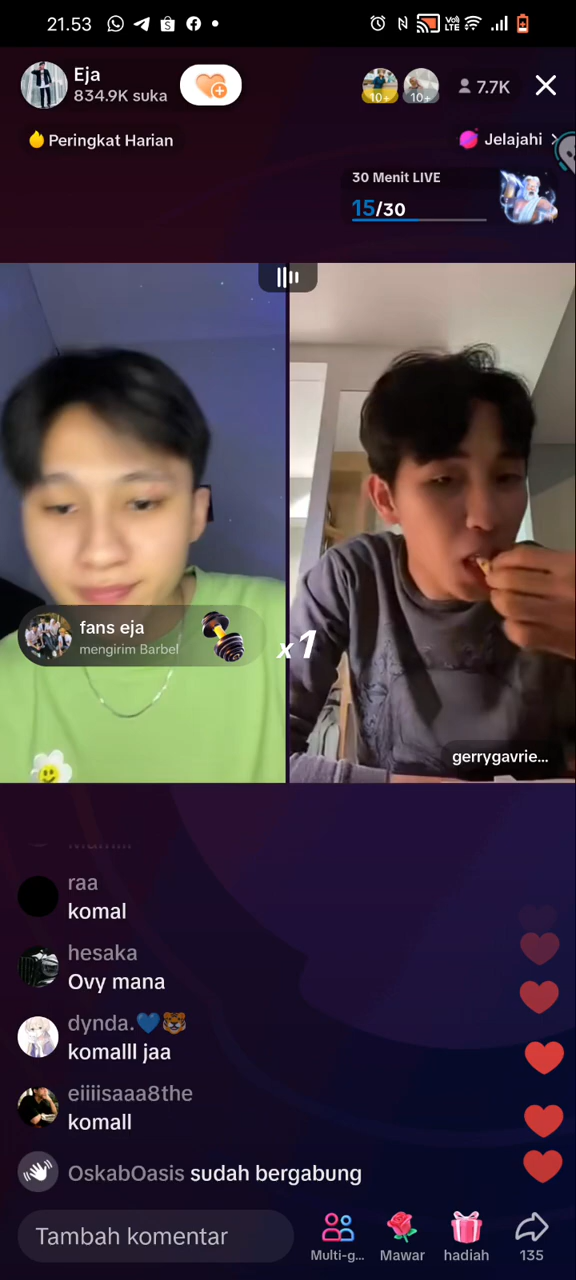 21.53
Vo)
LTE
Eja
834.9K suka
10+
10+
7.7K
Peringkat Harian
Jelajahi
30 Menit LIVE
15/30
fans eja
mengirim Barbel
x1
gerrygavrie...
raa
komal
hesaka
Ovy mana
dynda.💙🐯
komalll jaa
eiiiisaaa8the
komall
OskabOasis sudah bergabung
Tambah komentar
Multi-g...
Mawar
hadiah
135